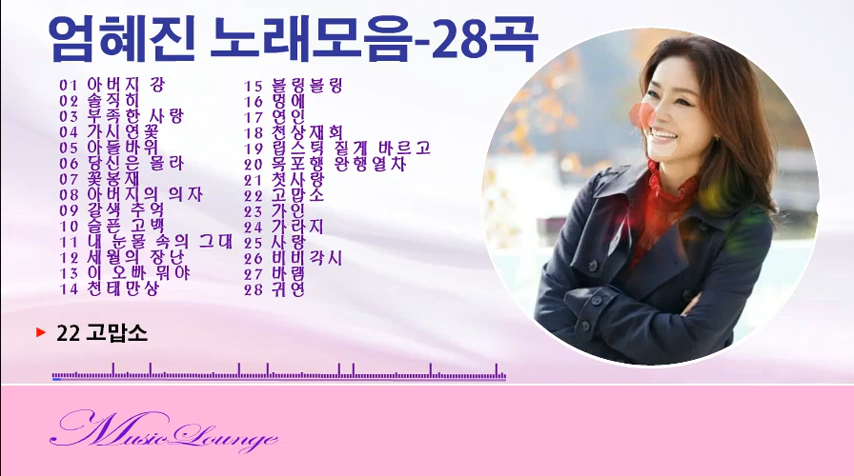 엄혜진 노래모음-28곡
01 아버지 강
02 솔직히
03 부족한 사랑
04 가시연꽃
05 아들바위
06 당신은 몰라
07 꽃봉재
08 아버지의 의자
09 갈색 추억
10 슬픈 고백
11 내 눈물 속의 그대
12 세월의 장난
13 이 오빠 뭐야
14 천태만상
15 볼링볼링
16 멍에
17 연인
18 천상재회
19 립스틱 짙게 바르고
20 목포행 완행열차
21 첫사랑
22 고맙소
23 가인
24 가라지
25 사랑
26 비비각시
27 바램
28 귀연
22 고맙소
MusicLounge